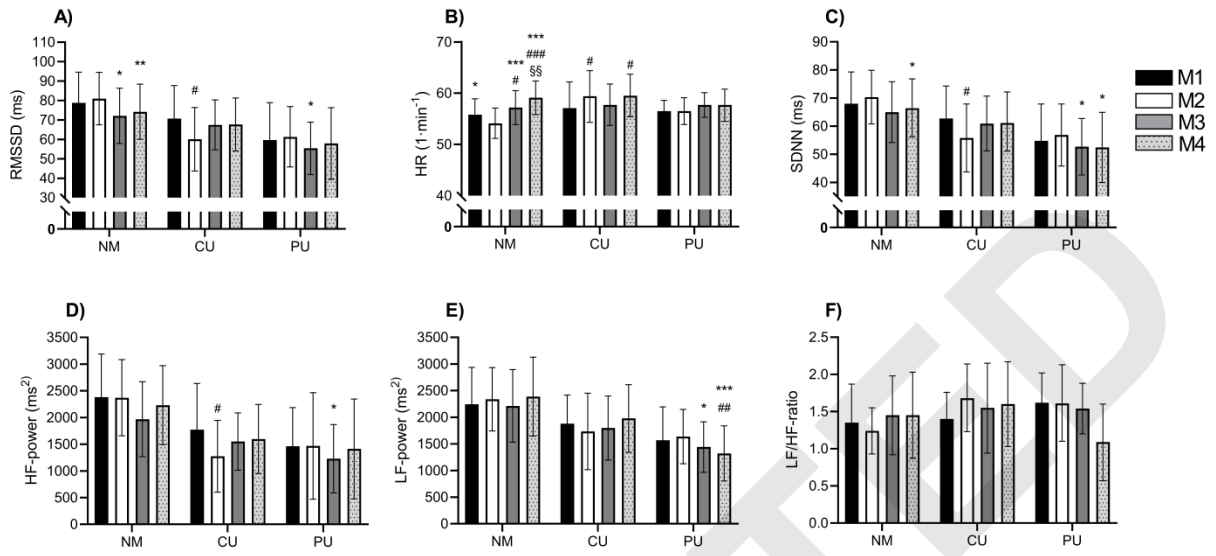 A)
RMSSD (ms)
110
100
90
80
70
60
50
40
30
0
*
**
#
*
NM
CU
PU
B)
HR (1·min⁻¹)
70
60
50
40
0
*
***
#
***
###
§§
#
#
NM
CU
PU
C)
SDNN (ms)
90
80
70
60
50
40
0
*
#
*
*
NM
CU
PU
M1
M2
M3
M4
D)
HF-power (ms²)
3500
3000
2500
2000
1500
1000
500
0
#
*
NM
CU
PU
E)
LF-power (ms²)
3500
3000
2500
2000
1500
1000
500
0
*
***
##
NM
CU
PU
F)
LF/HF-ratio
2.5
2.0
1.5
1.0
0.5
0.0
NM
CU
PU
TED